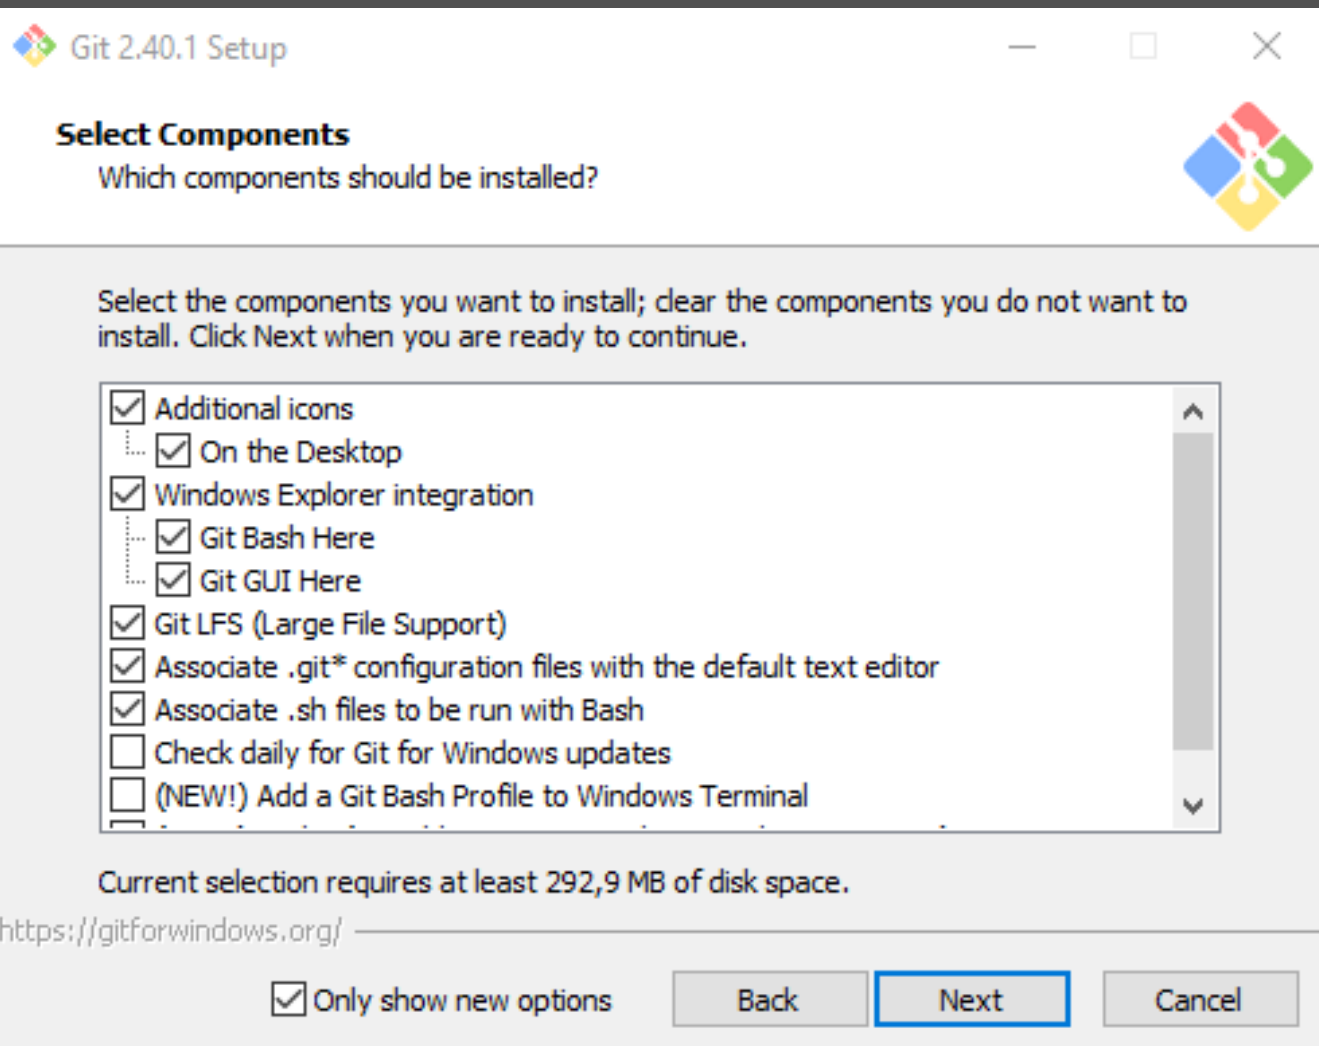 Git 2.40.1 Setup
Select Components
Which components should be installed?
Select the components you want to install; clear the components you do not want to
install. Click Next when you are ready to continue.
Additional icons
On the Desktop
Windows Explorer integration
Git Bash Here
Git GUI Here
Git LFS (Large File Support)
Associate .git* configuration files with the default text editor
Associate .sh files to be run with Bash
Check daily for Git for Windows updates
(NEW!) Add a Git Bash Profile to Windows Terminal
Current selection requires at least 292,9 MB of disk space.
https://gitforwindows.org/
Only show new options
Back
Next
Cancel